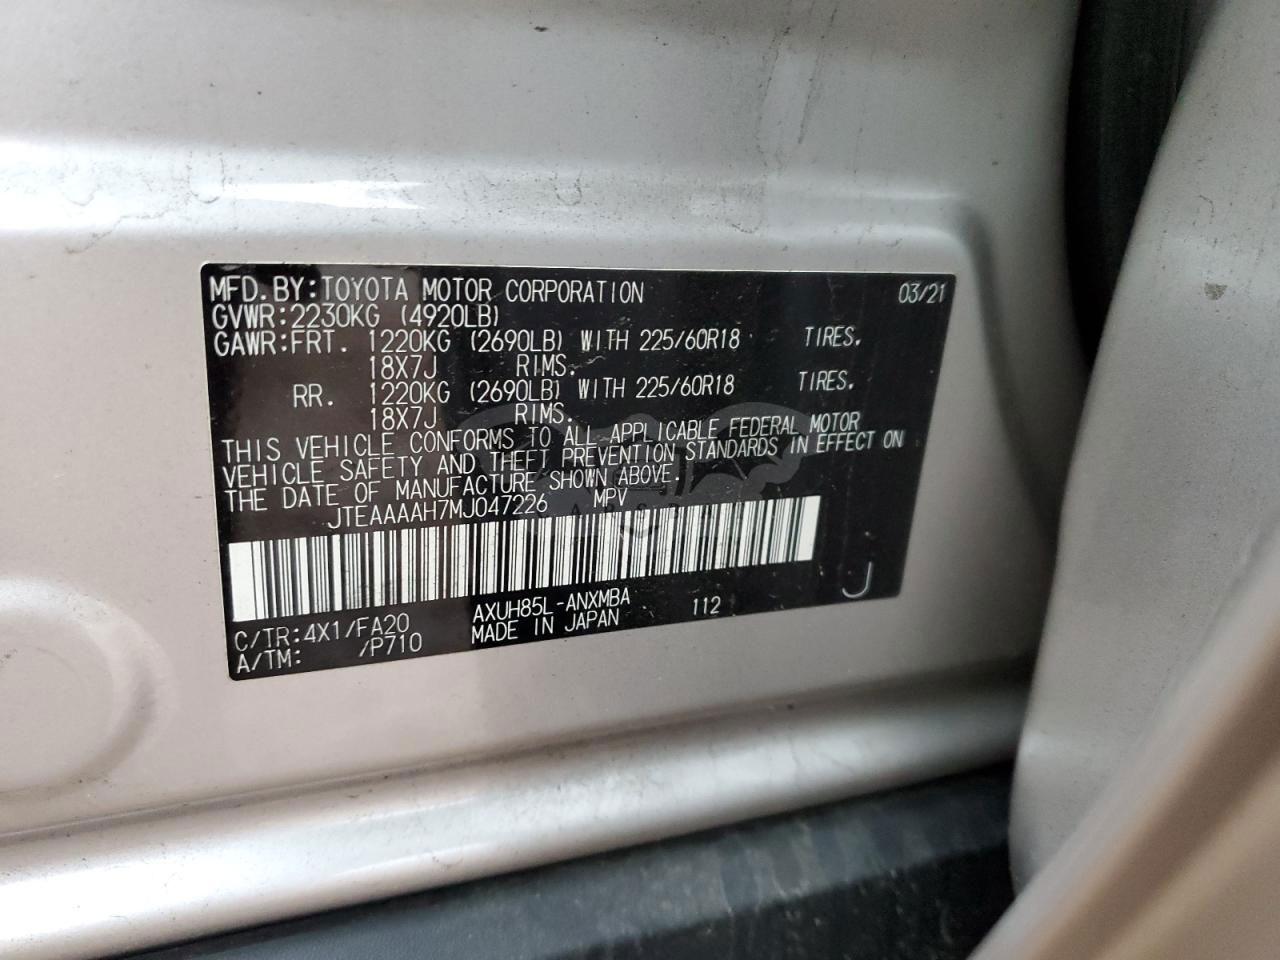 MFD.BY:TOYOTA MOTOR CORPORATION 03/21
GVWR:2230KG (4920LB)
GAWR:FRT. 1220KG (2690LB) WITH 225/60R18 TIRES.
18X7J RIMS.
RR. 1220KG (2690LB) WITH 225/60R18 TIRES.
18X7J RIMS.
THIS VEHICLE CONFORMS TO ALL APPLICABLE FEDERAL MOTOR
VEHICLE SAFETY AND THEFT PREVENTION STANDARDS IN EFFECT ON
THE DATE OF MANUFACTURE SHOWN ABOVE.
JTEAAAAH7MJ047226 MPV
C/TR:4X1/FA20 AXUH85L-ANXMBA 112 J
A/TM: /P710 MADE IN JAPAN